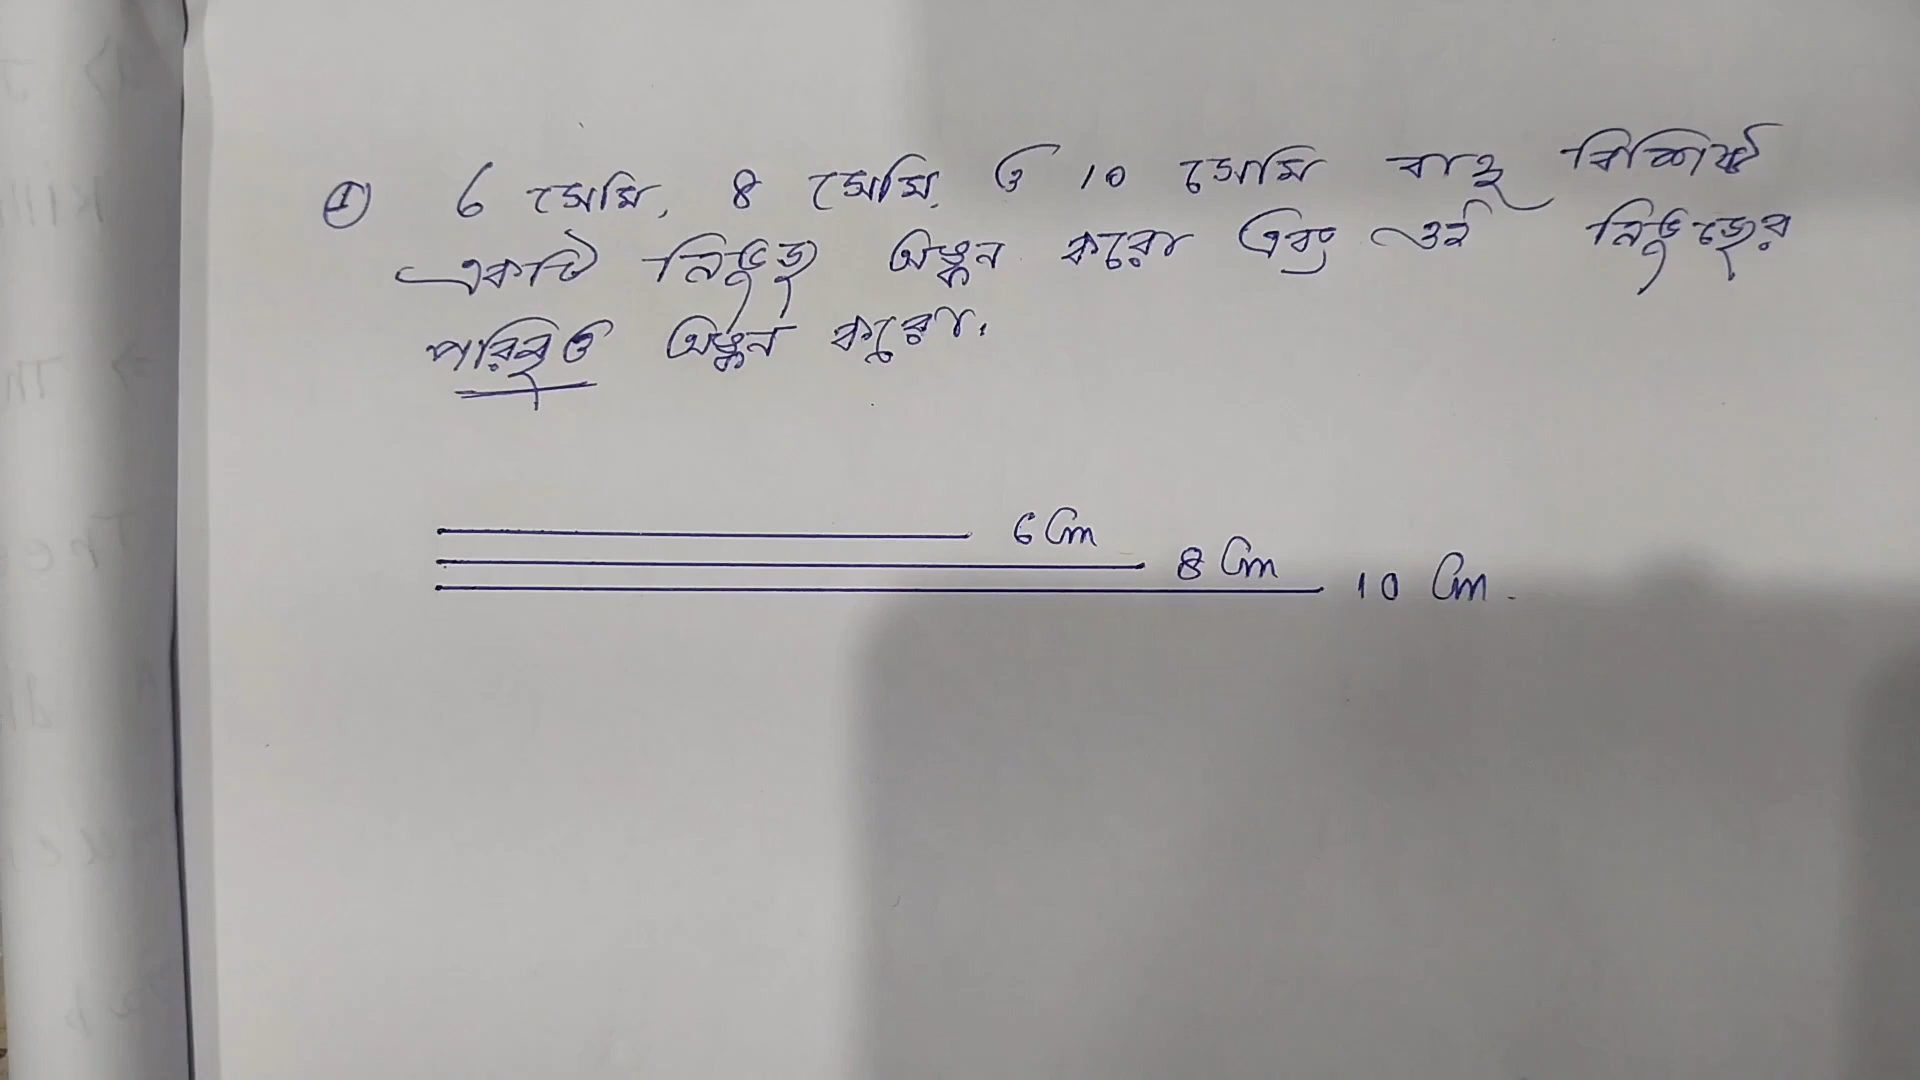 ① 6 সেমি, 8 সেমি, ও 10 সেমি বাহু বিশিষ্ট
একটি ত্রিভুজ অঙ্কন করো এবং ওই ত্রিভুজের
পরিবৃত্ত অঙ্কন করো।
6 Cm
8 Cm
10 Cm.